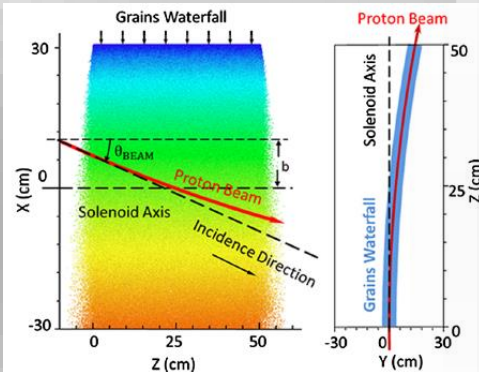 Grains Waterfall
30
0
-30
X (cm)
θBEAM
b
Proton Beam
Solenoid Axis
Incidence Direction
0
25
50
Z (cm)
Proton Beam
Solenoid Axis
Grains Waterfall
50
25
0
Z (cm)
-30
0
30
Y (cm)